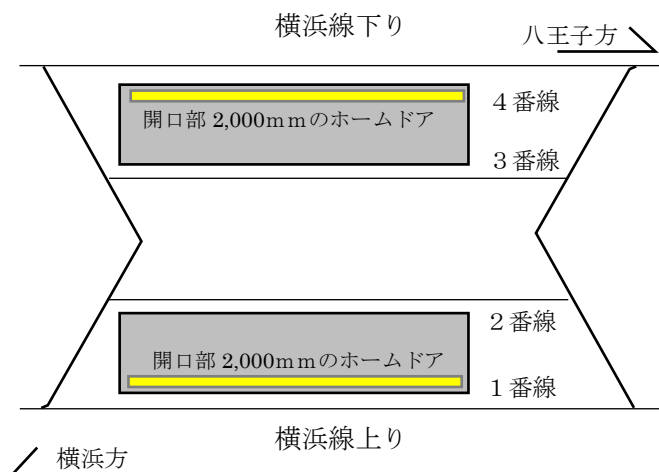 横浜線下り
八王子方
４番線
開口部 2,000ｍｍのホームドア
３番線
２番線
開口部 2,000ｍｍのホームドア
１番線
横浜線上り
横浜方